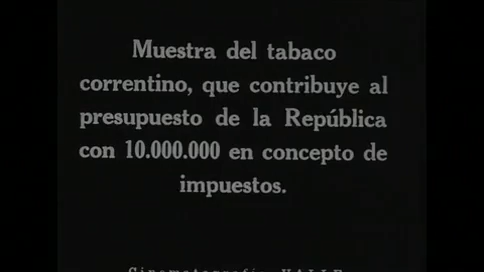 Muestra del tabaco
correntino, que contribuye al
presupuesto de la República
con 10.000.000 en concepto de
impuestos.